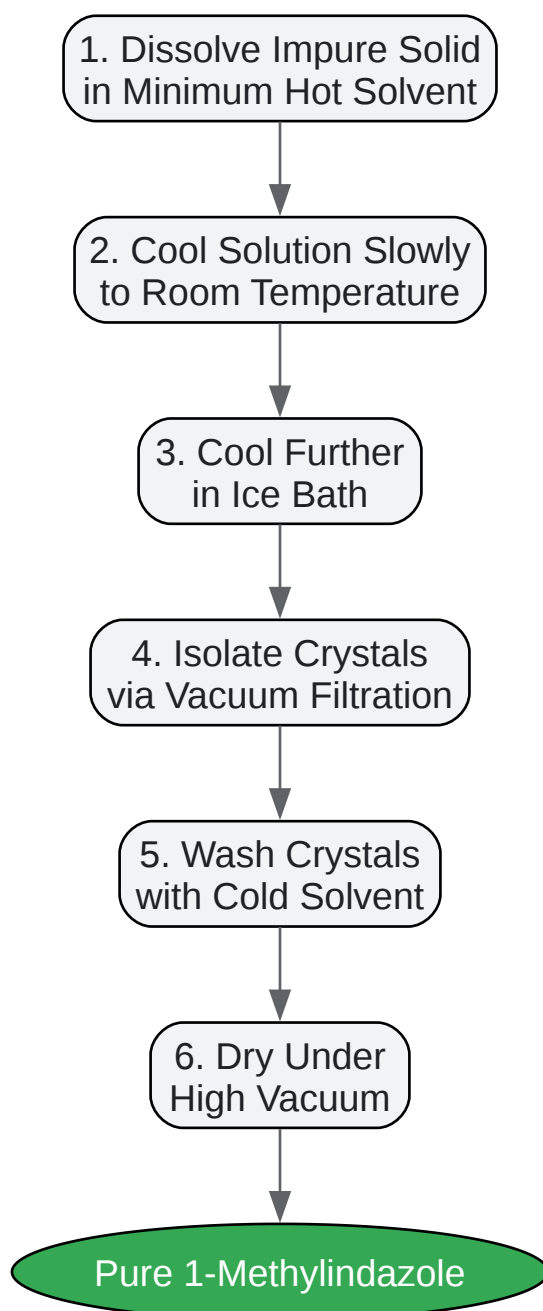 1. Dissolve Impure Solid
in Minimum Hot Solvent
2. Cool Solution Slowly
to Room Temperature
3. Cool Further
in Ice Bath
4. Isolate Crystals
via Vacuum Filtration
5. Wash Crystals
with Cold Solvent
6. Dry Under
High Vacuum
Pure 1-Methylindazole